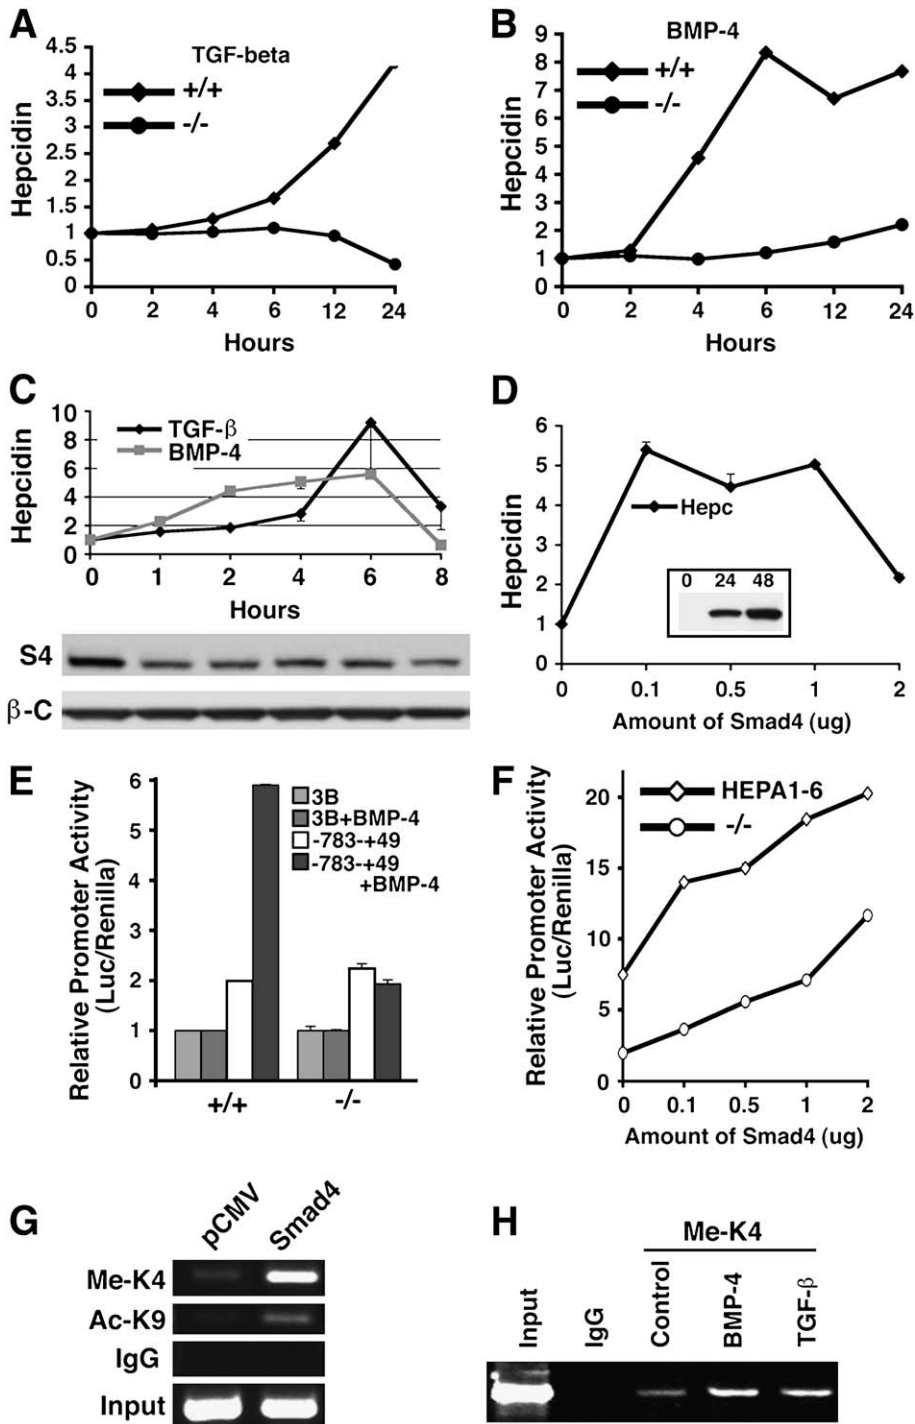 A
TGF-beta
+/+
-/-
Hepcidin
4.5
4
3.5
3
2.5
2
1.5
1
0.5
0
0 2 4 6 12 24
Hours
B
BMP-4
+/+
-/-
Hepcidin
9
8
7
6
5
4
3
2
1
0
0 2 4 6 12 24
Hours
C
TGF-β
BMP-4
Hepcidin
10
8
6
4
2
0
0 1 2 4 6 8
Hours
S4
β-C
D
Hepcidin
6
5
4
3
2
1
0
Hepc
0 24 48
0 0.1 0.5 1 2
Amount of Smad4 (ug)
E
Relative Promoter Activity
(Luc/Renilla)
6
5
4
3
2
1
0
3B
3B+BMP-4
-783-+49
-783-+49
+BMP-4
+/+ -/-
F
Relative Promoter Activity
(Luc/Renilla)
HEPA1-6
-/-
20
15
10
5
0
0 0.1 0.5 1 2
Amount of Smad4 (ug)
G
pCMV Smad4
Me-K4
Ac-K9
IgG
Input
H
Me-K4
Input IgG Control BMP-4 TGF-β